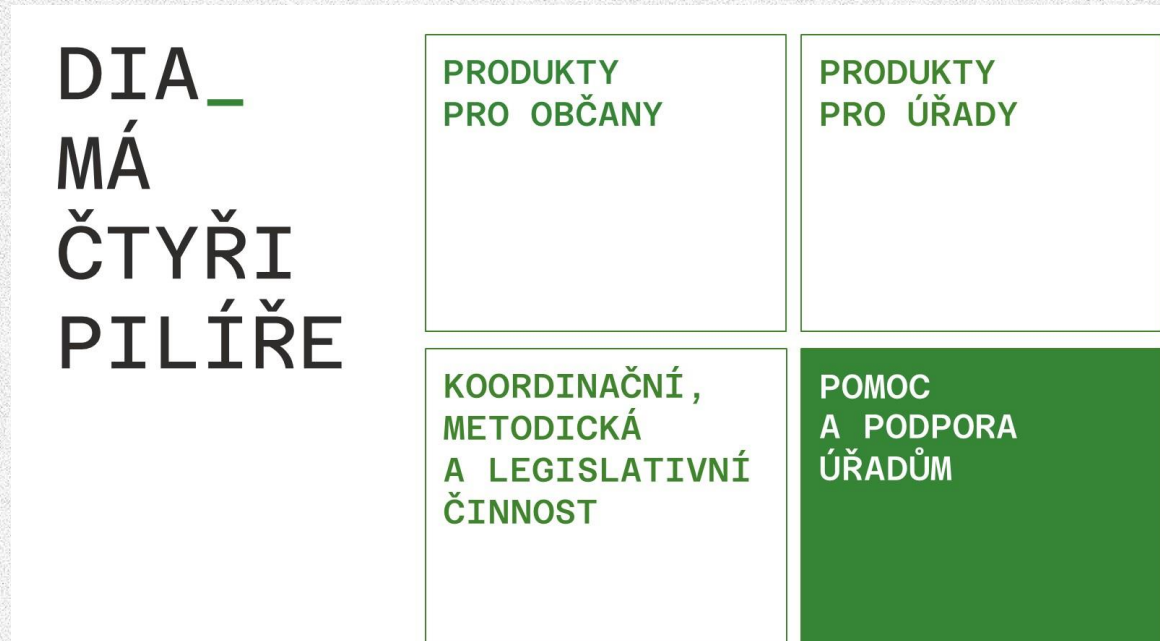 DIA_
MÁ
ČTYŘI
PILÍŘE
PRODUKTY
PRO OBČANY
PRODUKTY
PRO ÚŘADY
KOORDINAČNÍ,
METODICKÁ
A LEGISLATIVNÍ
ČINNOST
POMOC
A PODPORA
ÚŘADŮM